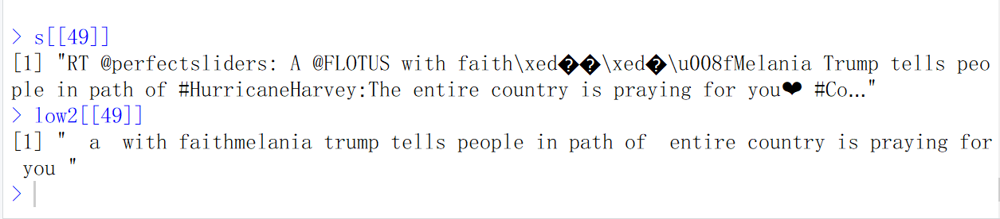 > s[[49]]
[1] "RT @perfectsliders: A @FLOTUS with faith\xed��\xed�\u008fMelania Trump tells peo
ple in path of #HurricaneHarvey:The entire country is praying for you❤ #Co…"
> low2[[49]]
[1] "  a  with faithmelania trump tells people in path of  entire country is praying for
 you "
>